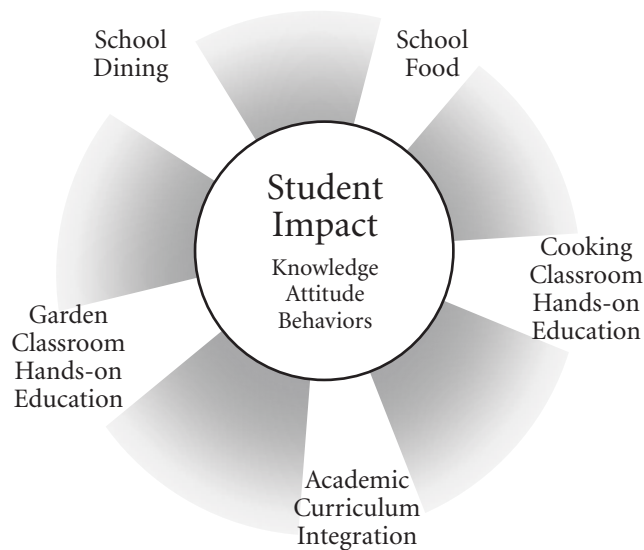 School
Dining
School
Food
Student
Impact
Knowledge
Attitude
Behaviors
Cooking
Classroom
Hands-on
Education
Garden
Classroom
Hands-on
Education
Academic
Curriculum
Integration